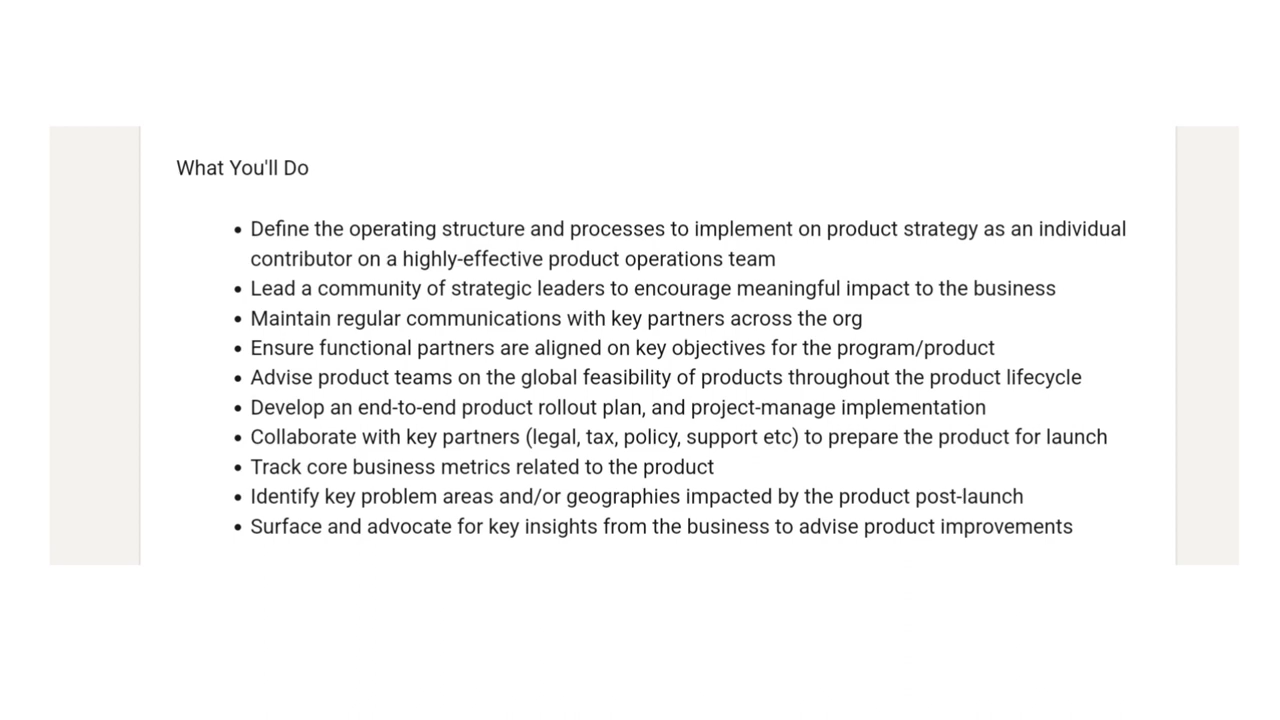 What You'll Do
• Define the operating structure and processes to implement on product strategy as an individual
contributor on a highly-effective product operations team
• Lead a community of strategic leaders to encourage meaningful impact to the business
• Maintain regular communications with key partners across the org
• Ensure functional partners are aligned on key objectives for the program/product
• Advise product teams on the global feasibility of products throughout the product lifecycle
• Develop an end-to-end product rollout plan, and project-manage implementation
• Collaborate with key partners (legal, tax, policy, support etc) to prepare the product for launch
• Track core business metrics related to the product
• Identify key problem areas and/or geographies impacted by the product post-launch
• Surface and advocate for key insights from the business to advise product improvements